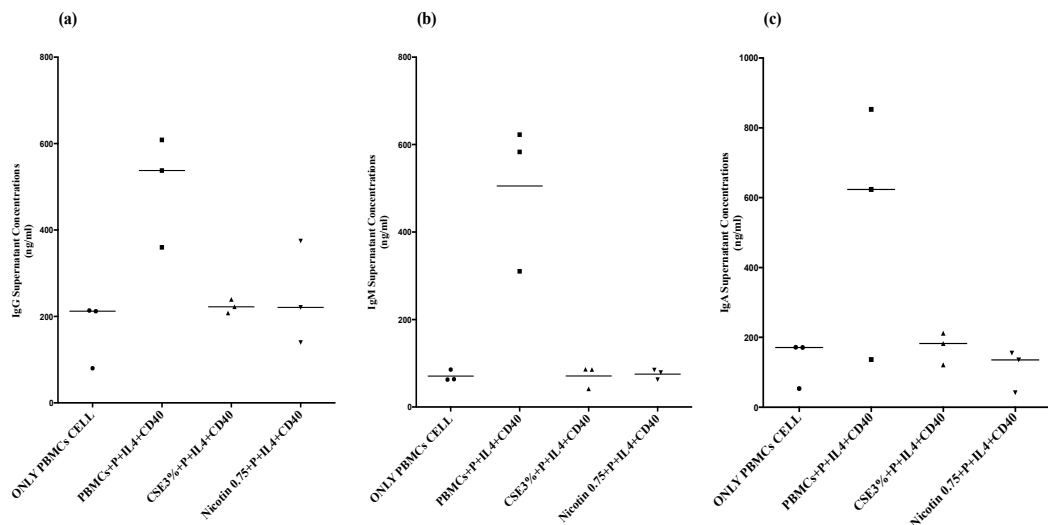 (a)
800
600
400
200
0
IgG Supernatant Concentrations
(ng/ml)
ONLY PBMCs CELL
PBMCs+P+IL4+CD40
CSE3%+P+IL4+CD40
Nicotin 0.75+P+IL4+CD40
(b)
800
600
400
200
0
IgM Supernatant Concentrations
(ng/ml)
ONLY PBMCs CELL
PBMCs+P+IL4+CD40
CSE3%+P+IL4+CD40
Nicotin 0.75+P+IL4+CD40
(c)
1000
800
600
400
200
0
IgA Supernatant Concentrations
(ng/ml)
ONLY PBMCs CELL
PBMCs+P+IL4+CD40
CSE3%+P+IL4+CD40
Nicotin 0.75+P+IL4+CD40